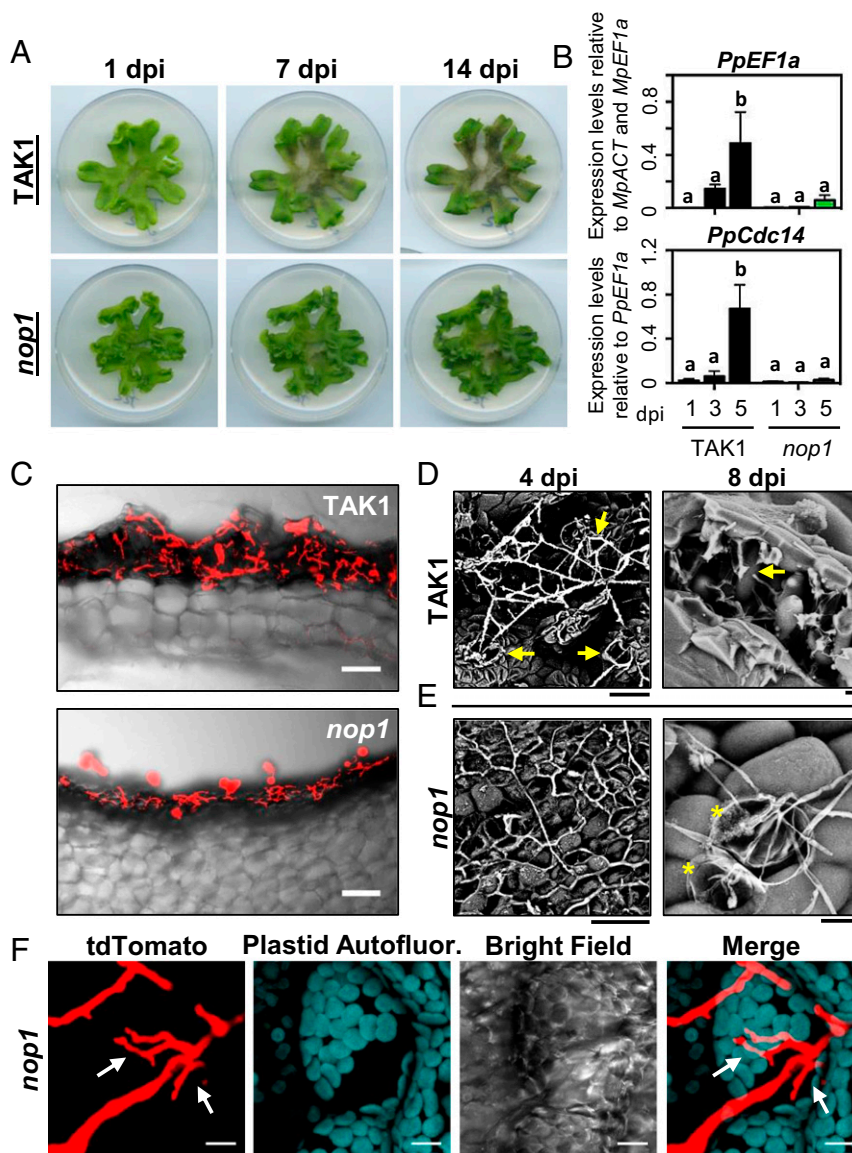 A
1 dpi 7 dpi 14 dpi
TAK1
nop1
B
Expression levels relative
to MpACT and MpEF1a
PpEF1a
0.8
0.4
0
a a b a a a
Expression levels
relative to PpEF1a
PpCdc14
1.2
0.8
0.4
0
a a b a a a
dpi 1 3 5 1 3 5
TAK1 nop1
C
TAK1
nop1
D
4 dpi 8 dpi
TAK1
E
nop1
* *
F
tdTomato Plastid Autofluor. Bright Field Merge
nop1